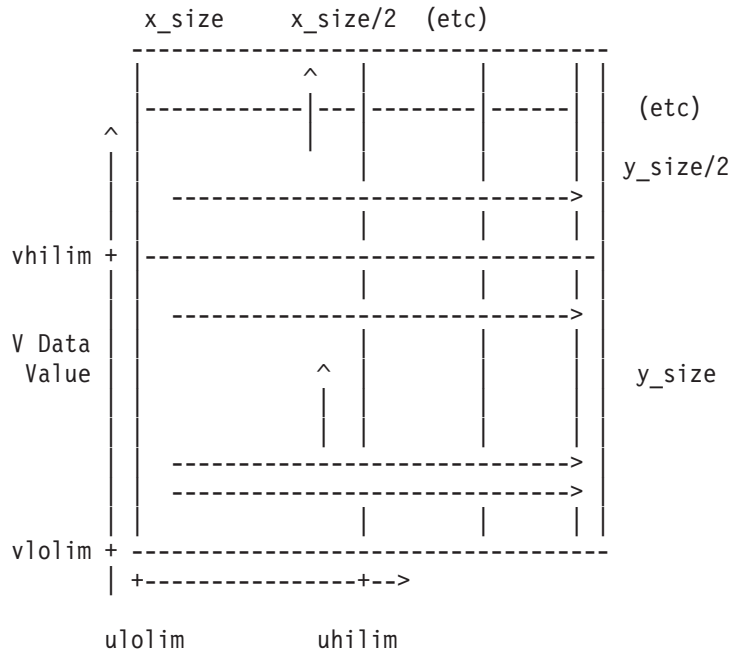 x_size x_size/2 (etc)
(etc)
y_size/2
vhilim
V Data
Value y_size
vlolim
ulolim uhilim